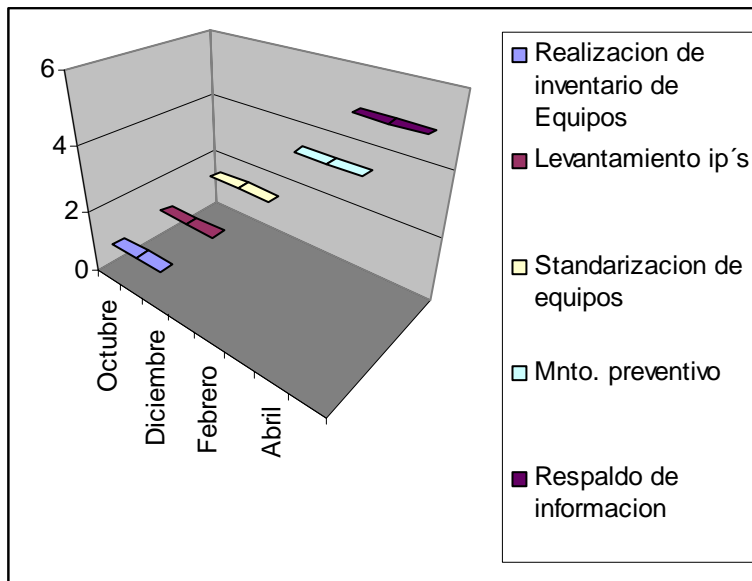 6
4
2
0
Octubre
Diciembre
Febrero
Abril
Realizacion de
inventario de
Equipos
Levantamiento ip´s
Standarizacion de
equipos
Mnto. preventivo
Respaldo de
informacion